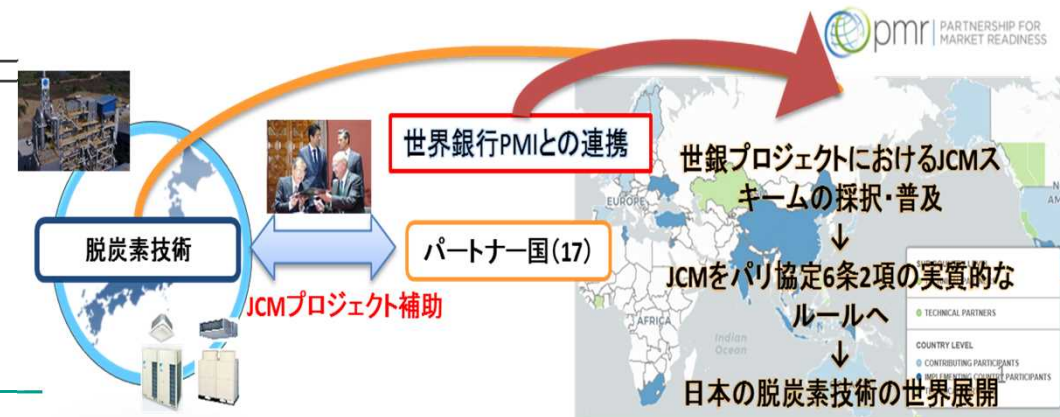 pmr
PARTNERSHIP FOR
MARKET READINESS
世界銀行PMIとの連携
脱炭素技術
パートナー国(17)
JCMプロジェクト補助
世銀プロジェクトにおけるJCMス
キームの採択・普及
↓
JCMをパリ協定6条2項の実質的な
ルールへ
↓
日本の脱炭素技術の世界展開
EUROPE
AFRICA
Indian
Ocean
TECHNICAL PARTNERS
COUNTRY LEVEL
CONTRIBUTING PARTICIPANTS
IMPLEMENTING COUNTRY PARTICIPANTS
1